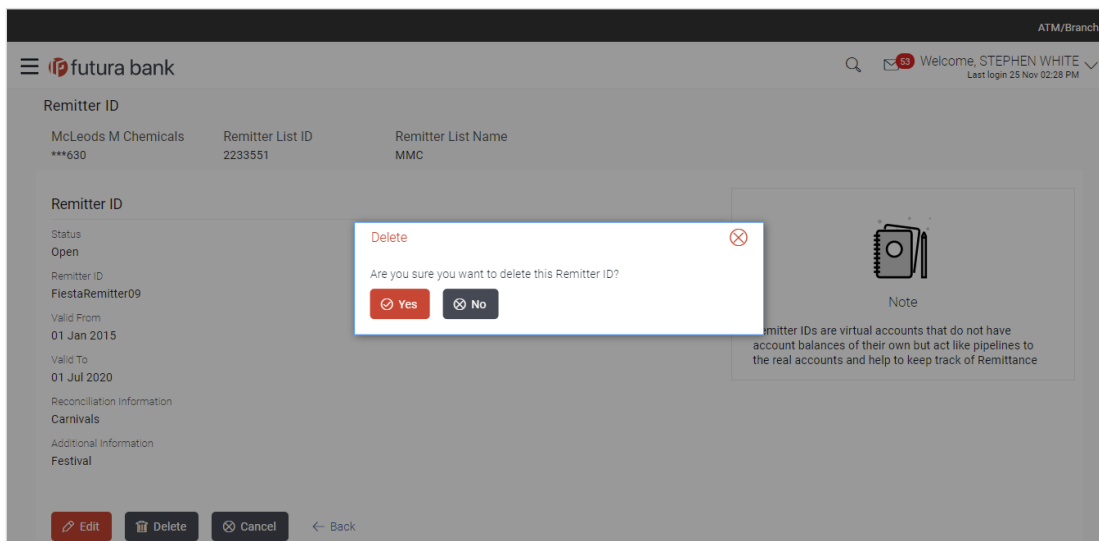 ATM/Branch
futura bank
53
Welcome, STEPHEN WHITE
Last login 25 Nov 02:28 PM
Remitter ID
McLeods M Chemicals Remitter List ID Remitter List Name
***630 2233551 MMC
Remitter ID
Status
Open
Remitter ID
FiestaRemitter09
Valid From
01 Jan 2015
Valid To
01 Jul 2020
Reconciliation Information
Carnivals
Additional Information
Festival
Delete
Are you sure you want to delete this Remitter ID?
Yes No
Note
emitter IDs are virtual accounts that do not have
account balances of their own but act like pipelines to
the real accounts and help to keep track of Remittance
Edit Delete Cancel Back